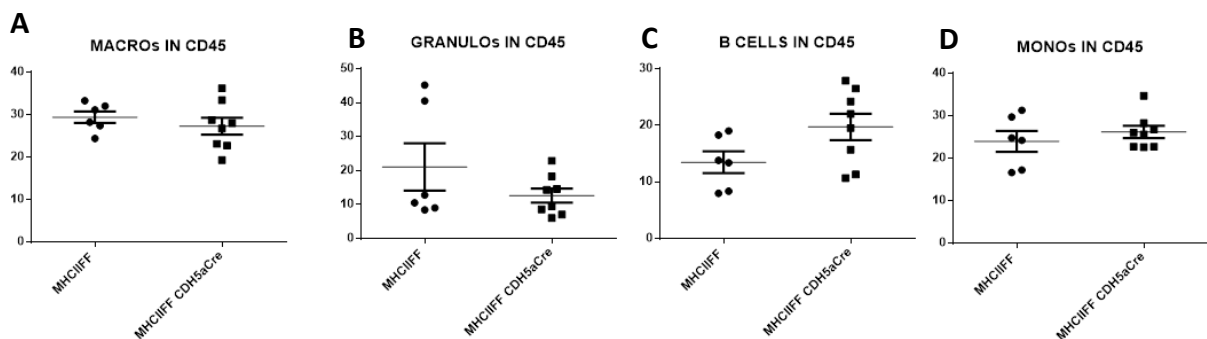 A
MACROs IN CD45
40
30
20
10
0
MHCIIFF
MHCIIFF CDH5aCre
B
GRANULOs IN CD45
50
40
30
20
10
0
MHCIIFF
MHCIIFF CDH5aCre
C
B CELLS IN CD45
30
20
10
0
MHCIIFF
MHCIIFF CDH5aCre
D
MONOs IN CD45
40
30
20
10
0
MHCIIFF
MHCIIFF CDH5aCre